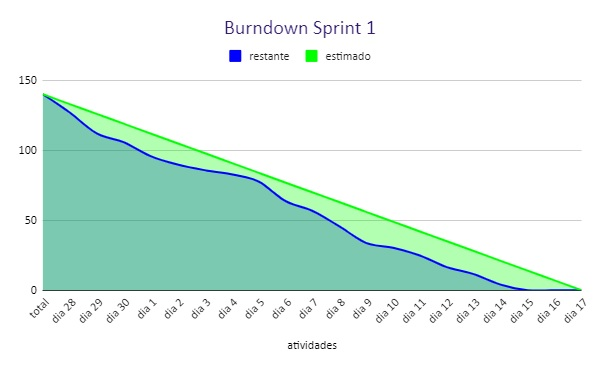 Burndown Sprint 1
restante estimado
150
100
50
0
total dia 28 dia 29 dia 30 dia 1 dia 2 dia 3 dia 4 dia 5 dia 6 dia 7 dia 8 dia 9 dia 10 dia 11 dia 12 dia 13 dia 14 dia 15 dia 16 dia 17
atividades